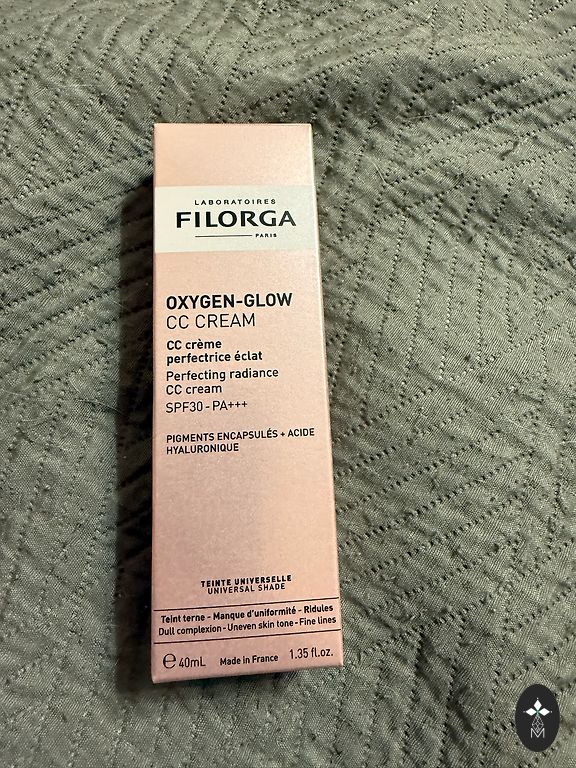 LABORATOIRES
FILORGA
PARIS
OXYGEN-GLOW
CC CREAM
CC crème
perfectrice éclat
Perfecting radiance
CC cream
SPF30 - PA+++
PIGMENTS ENCAPSULÉS + ACIDE
HYALURONIQUE
TEINTE UNIVERSELLE
UNIVERSAL SHADE
Teint terne - Manque d'uniformité - Ridules
Dull complexion - Uneven skin tone - Fine lines
℮ 40mL Made in France 1.35 fl.oz.
M